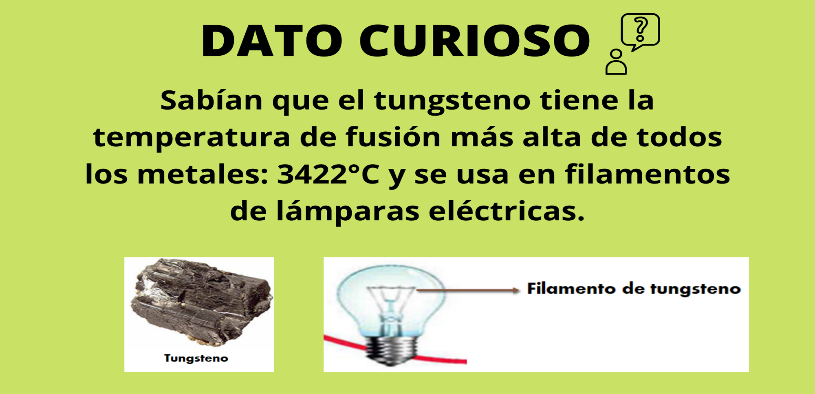 DATO CURIOSO
?
Sabían que el tungsteno tiene la
temperatura de fusión más alta de todos
los metales: 3422°C y se usa en filamentos
de lámparas eléctricas.
Filamento de tungsteno
Tungsteno